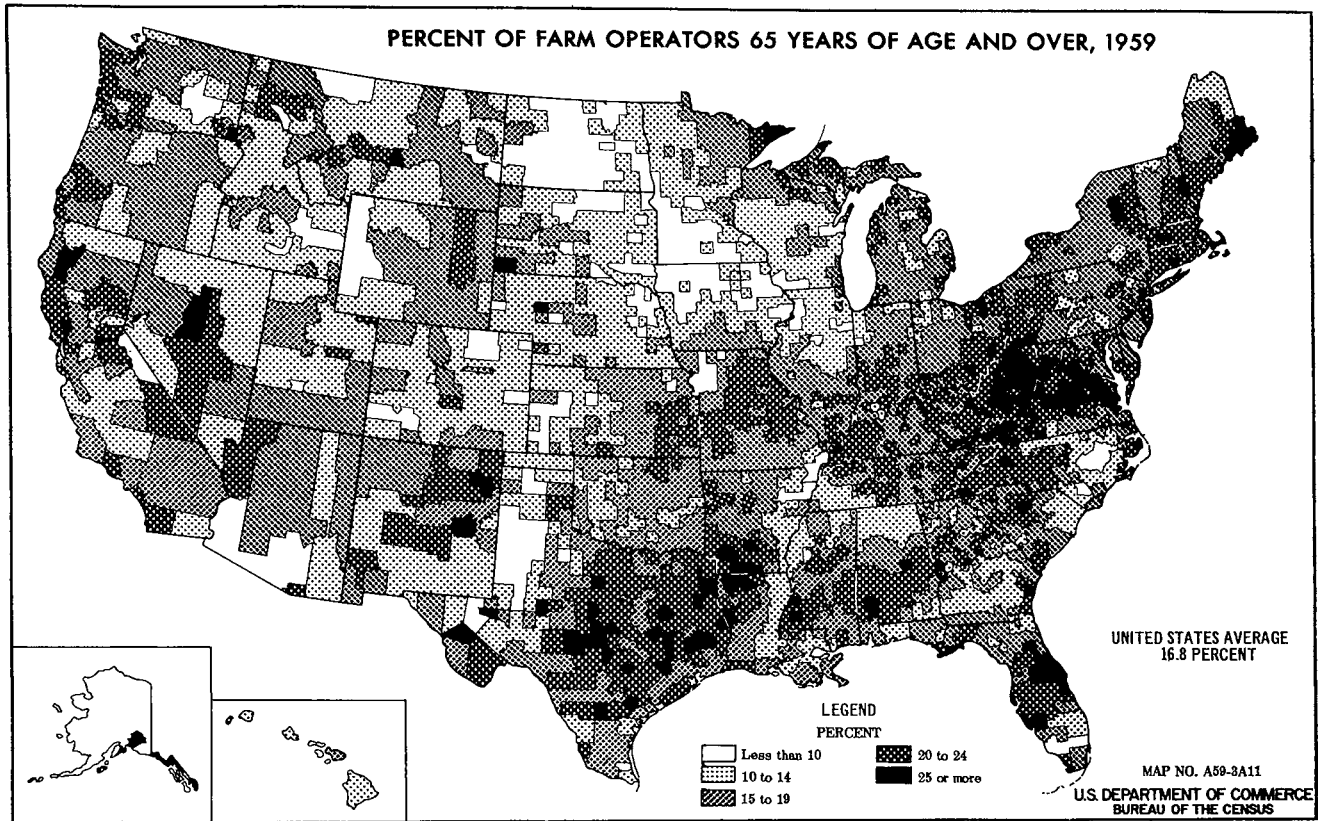 PERCENT OF FARM OPERATORS 65 YEARS OF AGE AND OVER, 1959
UNITED STATES AVERAGE
16.8 PERCENT
LEGEND
PERCENT
Less than 10
10 to 14
15 to 19
20 to 24
25 or more
MAP NO. A59-3A11
U.S. DEPARTMENT OF COMMERCE
BUREAU OF THE CENSUS